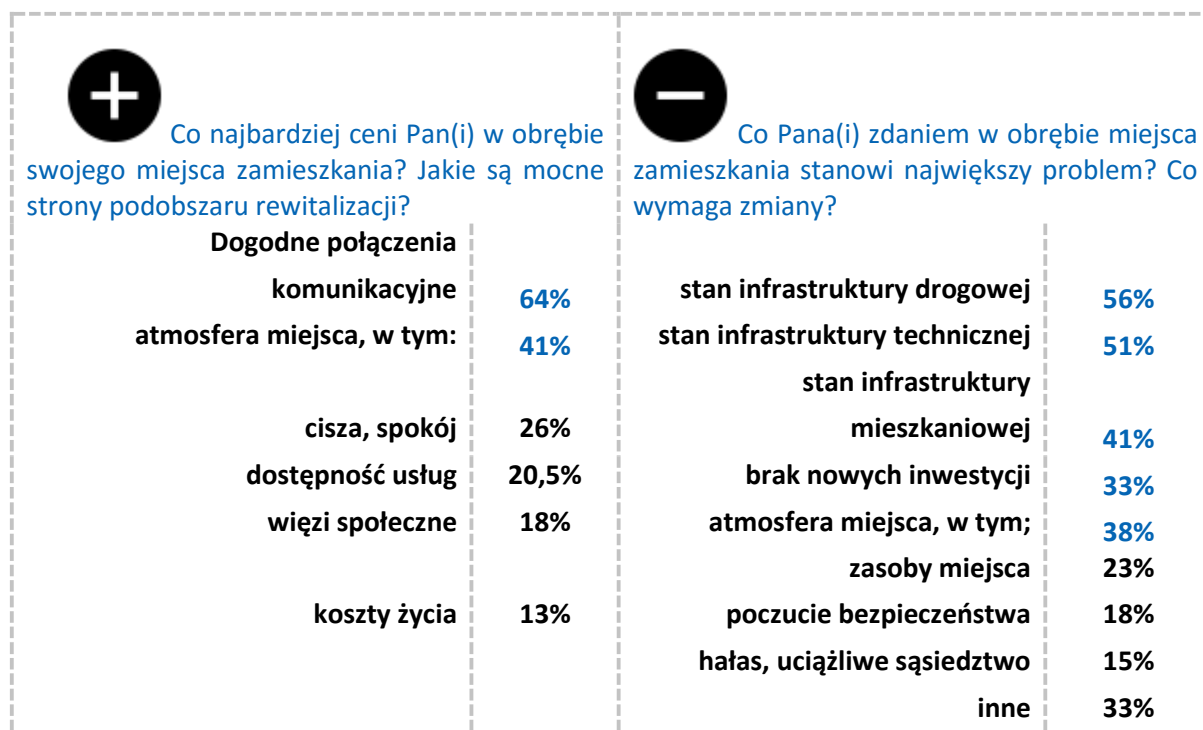 Co najbardziej ceni Pan(i) w obrębie
swojego miejsca zamieszkania? Jakie są mocne
strony podobszaru rewitalizacji?
Dogodne połączenia
komunikacyjne 64%
atmosfera miejsca, w tym: 41%
cisza, spokój 26%
dostępność usług 20,5%
więzi społeczne 18%
koszty życia 13%
Co Pana(i) zdaniem w obrębie miejsca
zamieszkania stanowi największy problem? Co
wymaga zmiany?
stan infrastruktury drogowej 56%
stan infrastruktury technicznej 51%
stan infrastruktury
mieszkaniowej 41%
brak nowych inwestycji 33%
atmosfera miejsca, w tym; 38%
zasoby miejsca 23%
poczucie bezpieczeństwa 18%
hałas, uciążliwe sąsiedztwo 15%
inne 33%